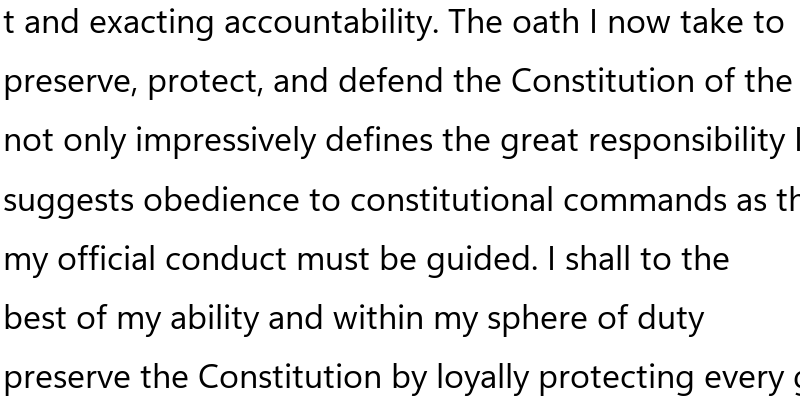 t and exacting accountability. The oath I now take to
preserve, protect, and defend the Constitution of the
not only impressively defines the great responsibility I
suggests obedience to constitutional commands as th
my official conduct must be guided. I shall to the
best of my ability and within my sphere of duty
preserve the Constitution by loyally protecting every g